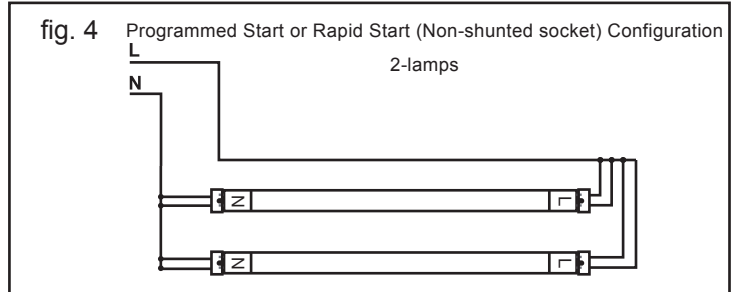 fig. 4 Programmed Start or Rapid Start (Non-shunted socket) Configuration
2-lamps
L
N
N L
N L